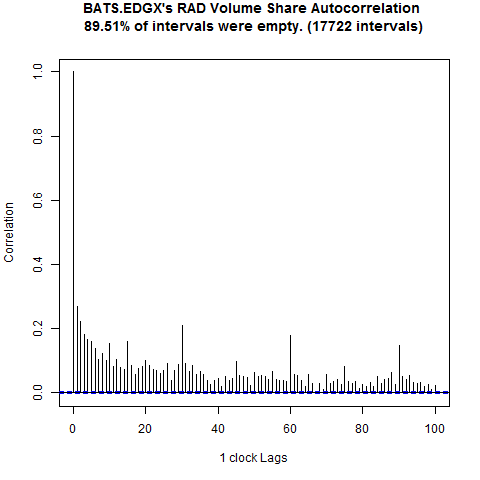 BATS.EDGX's RAD Volume Share Autocorrelation
89.51% of intervals were empty. (17722 intervals)
Correlation
1.0
0.8
0.6
0.4
0.2
0.0
0 20 40 60 80 100
1 clock Lags